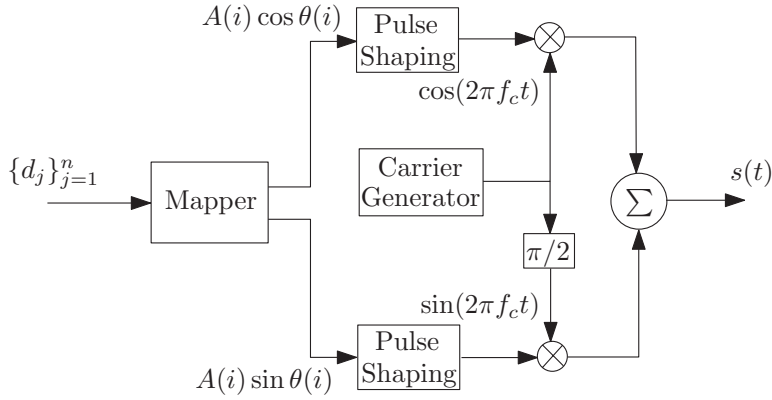 A(i) cos θ(i)
Pulse
Shaping
cos(2πf_c t)
{d_j}_{j=1}^n
Mapper
Carrier
Generator
Σ
s(t)
π/2
sin(2πf_c t)
A(i) sin θ(i)
Pulse
Shaping